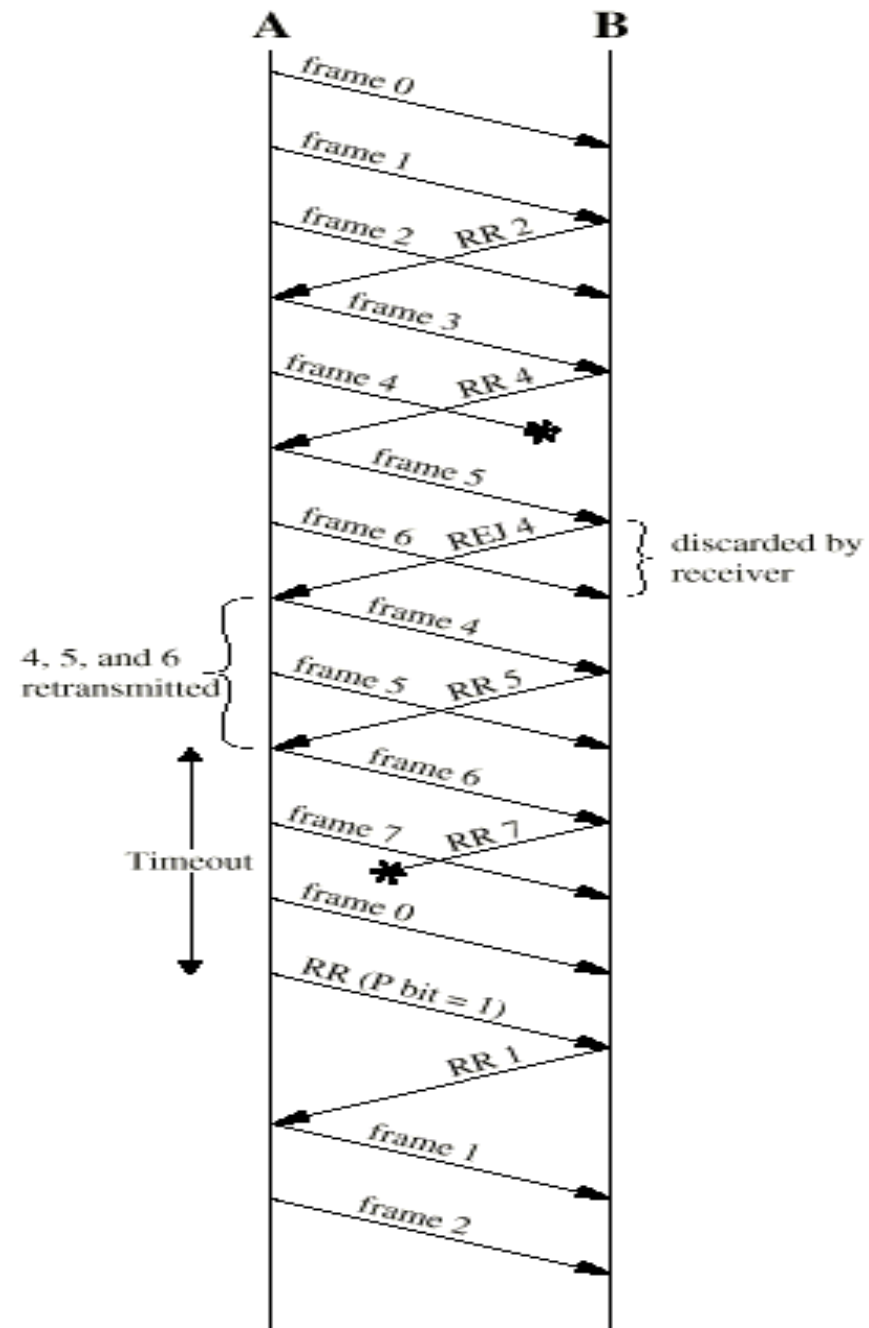 A
B
frame 0
frame 1
frame 2
RR 2
frame 3
frame 4
RR 4
frame 5
frame 6
REJ 4
discarded by
receiver
frame 4
4, 5, and 6
retransmitted
frame 5
RR 5
frame 6
frame 7
RR 7
Timeout
frame 0
RR (P bit = 1)
RR 1
frame 1
frame 2